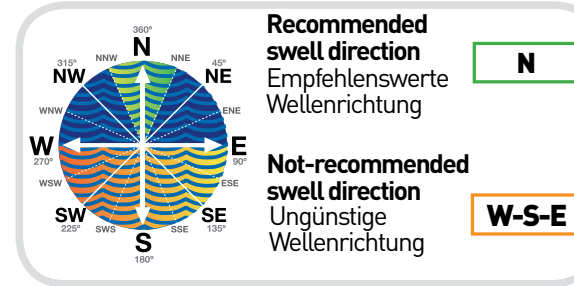 360°
N
NNW
NNE
315°
NW
45°
NE
WNW
ENE
W
270°
E
90°
WSW
ESE
SW
225°
SWS
SSE
SE
135°
S
180°
Recommended
swell direction
Empfehlenswerte
Wellenrichtung
N
Not-recommended
swell direction
Ungünstige
Wellenrichtung
W-S-E